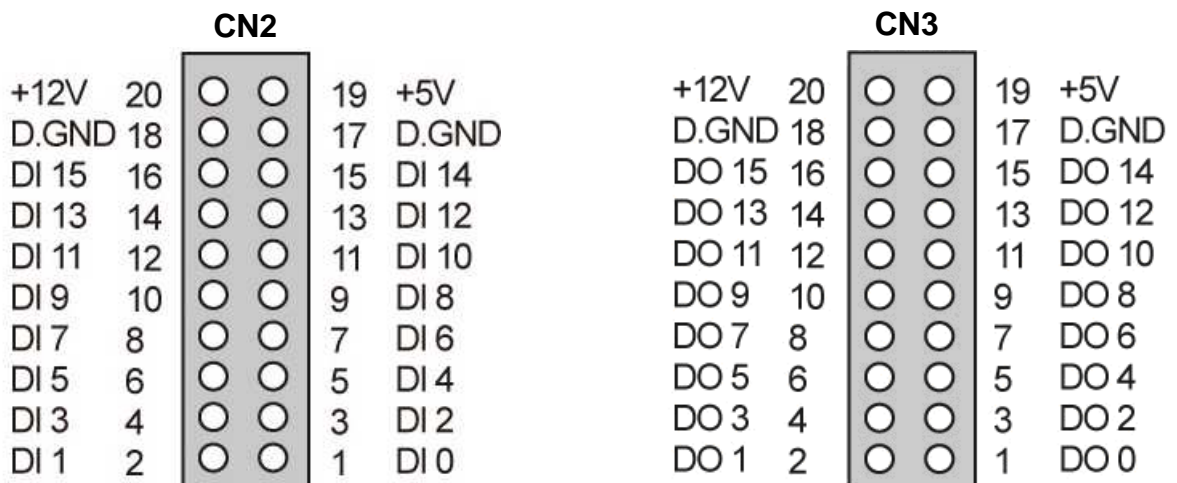 CN2 CN3
+12V 20 19 +5V +12V 20 19 +5V
D.GND 18 17 D.GND D.GND 18 17 D.GND
DI 15 16 15 DI 14 DO 15 16 15 DO 14
DI 13 14 13 DI 12 DO 13 14 13 DO 12
DI 11 12 11 DI 10 DO 11 12 11 DO 10
DI 9 10 9 DI 8 DO 9 10 9 DO 8
DI 7 8 7 DI 6 DO 7 8 7 DO 6
DI 5 6 5 DI 4 DO 5 6 5 DO 4
DI 3 4 3 DI 2 DO 3 4 3 DO 2
DI 1 2 1 DI 0 DO 1 2 1 DO 0